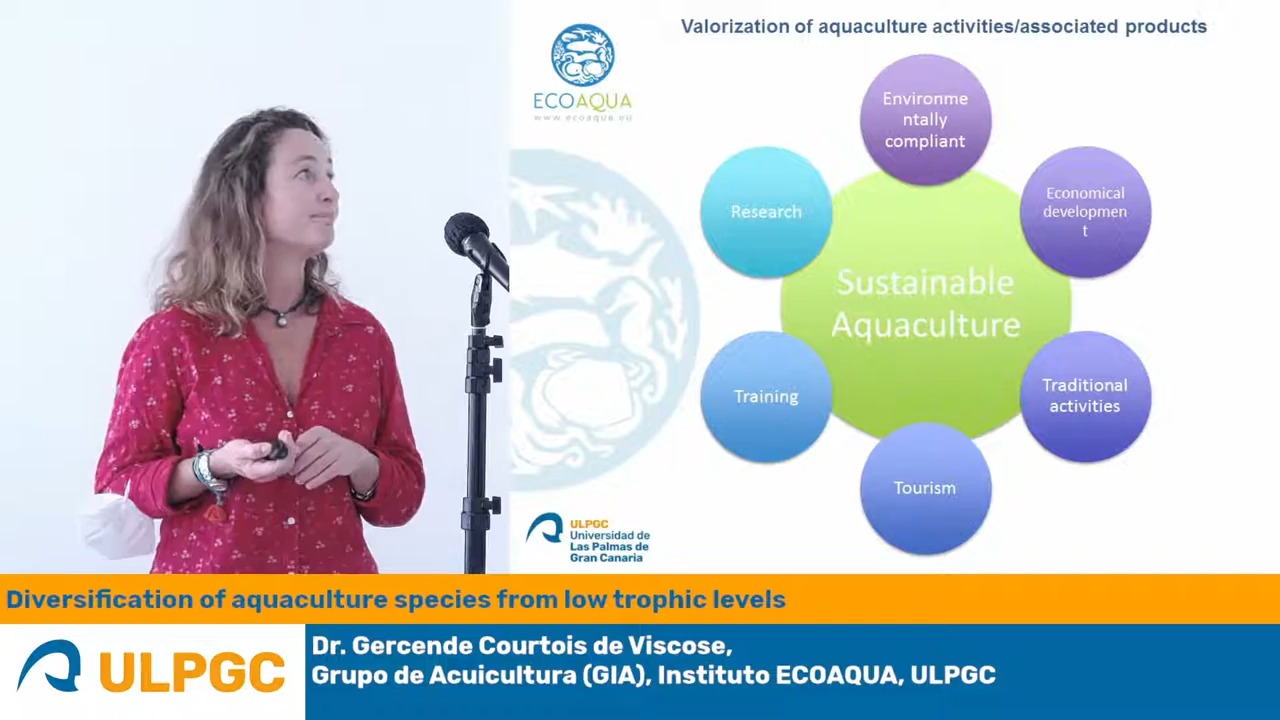 Valorization of aquaculture activities/associated products
ECOAQUA
www.ecoaqua.eu
Environme
ntally
compliant
Research
Economical
developmen
t
Sustainable
Aquaculture
Training
Traditional
activities
Tourism
ULPGC
Universidad de
Las Palmas de
Gran Canaria
Diversification of aquaculture species from low trophic levels
ULPGC
Dr. Gercende Courtois de Viscose,
Grupo de Acuicultura (GIA), Instituto ECOAQUA, ULPGC